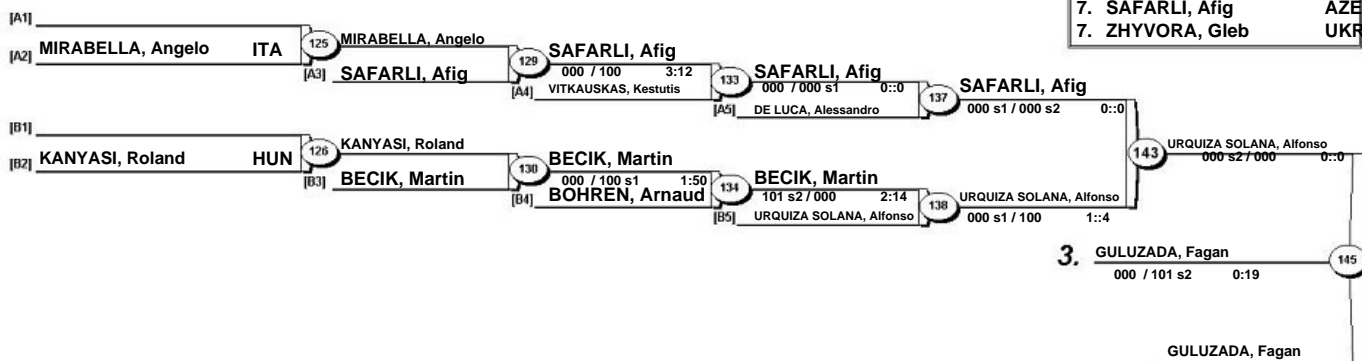 7. SAFARLI, Afig AZE
7. ZHYVORA, Gleb UKR
[A1]
[A2] MIRABELLA, Angelo ITA
125
MIRABELLA, Angelo
[A3] SAFARLI, Afig
129
SAFARLI, Afig
000 / 100 3:12
[A4] VITKAUSKAS, Kestutis
133
SAFARLI, Afig
000 / 000 s1 0::0
[A5] DE LUCA, Alessandro
137
SAFARLI, Afig
000 s1 / 000 s2 0::0
[B1]
[B2] KANYASI, Roland HUN
126
KANYASI, Roland
[B3] BECIK, Martin
130
BECIK, Martin
000 / 100 s1 1:50
[B4] BOHREN, Arnaud
134
BECIK, Martin
101 s2 / 000 2:14
[B5] URQUIZA SOLANA, Alfonso
138
URQUIZA SOLANA, Alfonso
000 s1 / 100 1::4
143
URQUIZA SOLANA, Alfonso
000 s2 / 000 0::0
3. GULUZADA, Fagan
000 / 101 s2 0:19
145
GULUZADA, Fagan